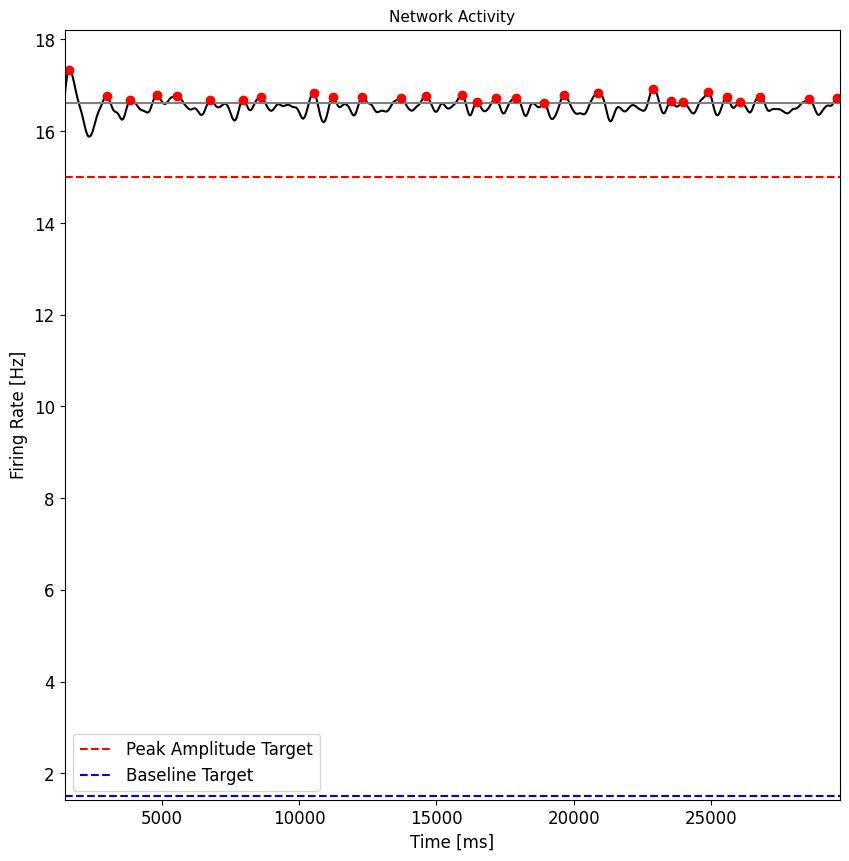 Network Activity
18
16
14
12
10
8
6
4
2
Firing Rate [Hz]
Peak Amplitude Target
Baseline Target
5000
10000
15000
20000
25000
Time [ms]